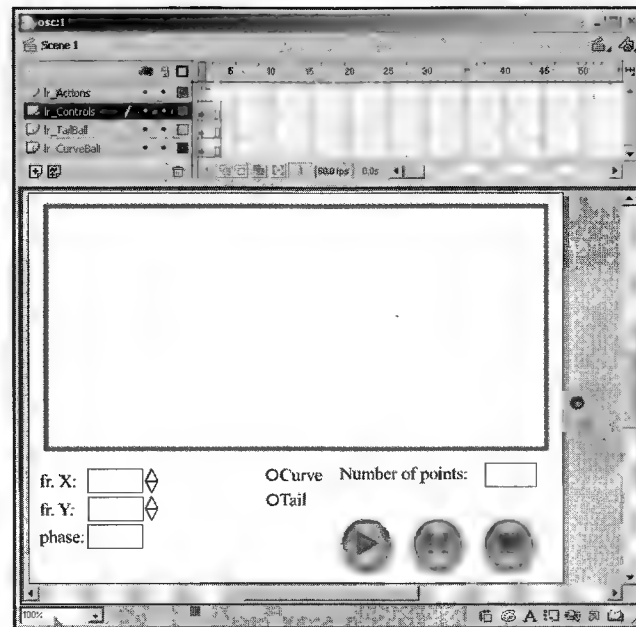 osc:1
Scene 1
5 10 15 20 25 30 35 40 45 50
lr_Actions
lr_Controls
lr_TailBall
lr_CurveBall
1 60.0 fps 0.0s
fr. X: Curve Number of points:
fr. Y: Tail
phase:
100%